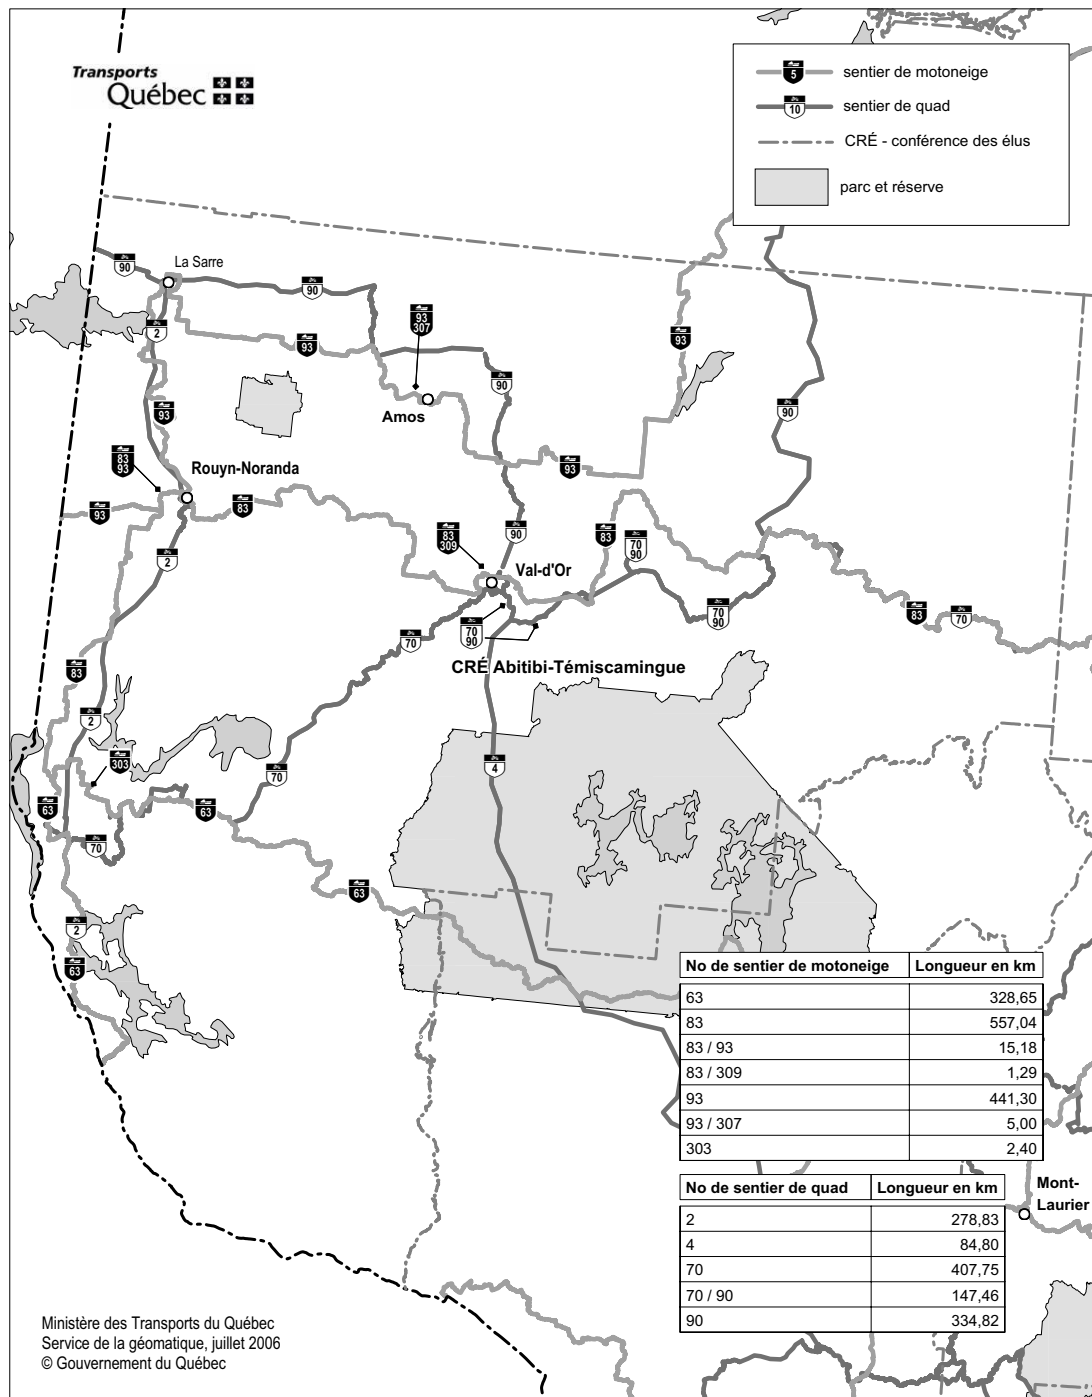 Transports
Québec
5
sentier de motoneige
10
sentier de quad
CRÉ - conférence des élus
parc et réserve
90
La Sarre
90
93
307
2
93
93
90
Amos
90
93
83
93
Rouyn-Noranda
93
93
83
83
309
90
83
70
90
2
Val-d'Or
70
90
70
90
83
70
70
CRÉ Abitibi-Témiscamingue
83
2
303
4
70
63
63
70
63
2
63
No de sentier de motoneige Longueur en km
63 328,65
83 557,04
83 / 93 15,18
83 / 309 1,29
93 441,30
93 / 307 5,00
303 2,40
No de sentier de quad Longueur en km
2 278,83
4 84,80
70 407,75
70 / 90 147,46
90 334,82
Mont-
Laurier
Ministère des Transports du Québec
Service de la géomatique, juillet 2006
© Gouvernement du Québec